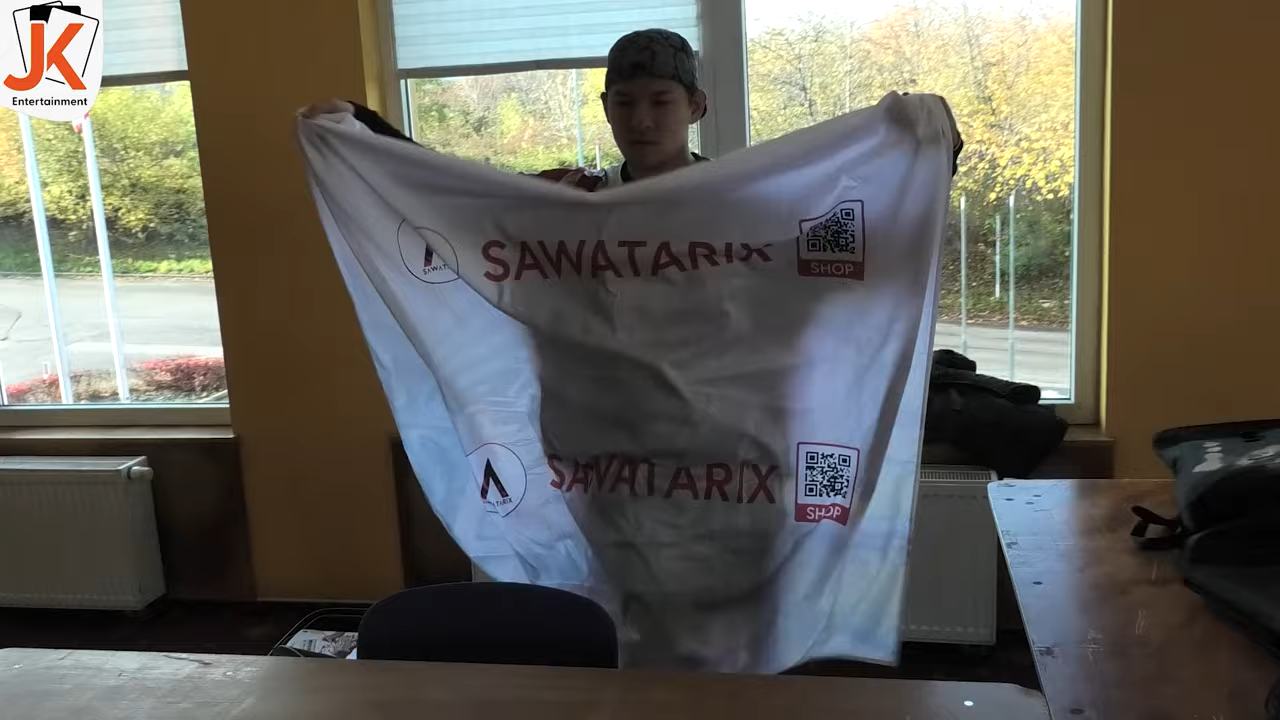 JK
Entertainment
SAWATARIX
SHOP
SAWATARIX
SHOP